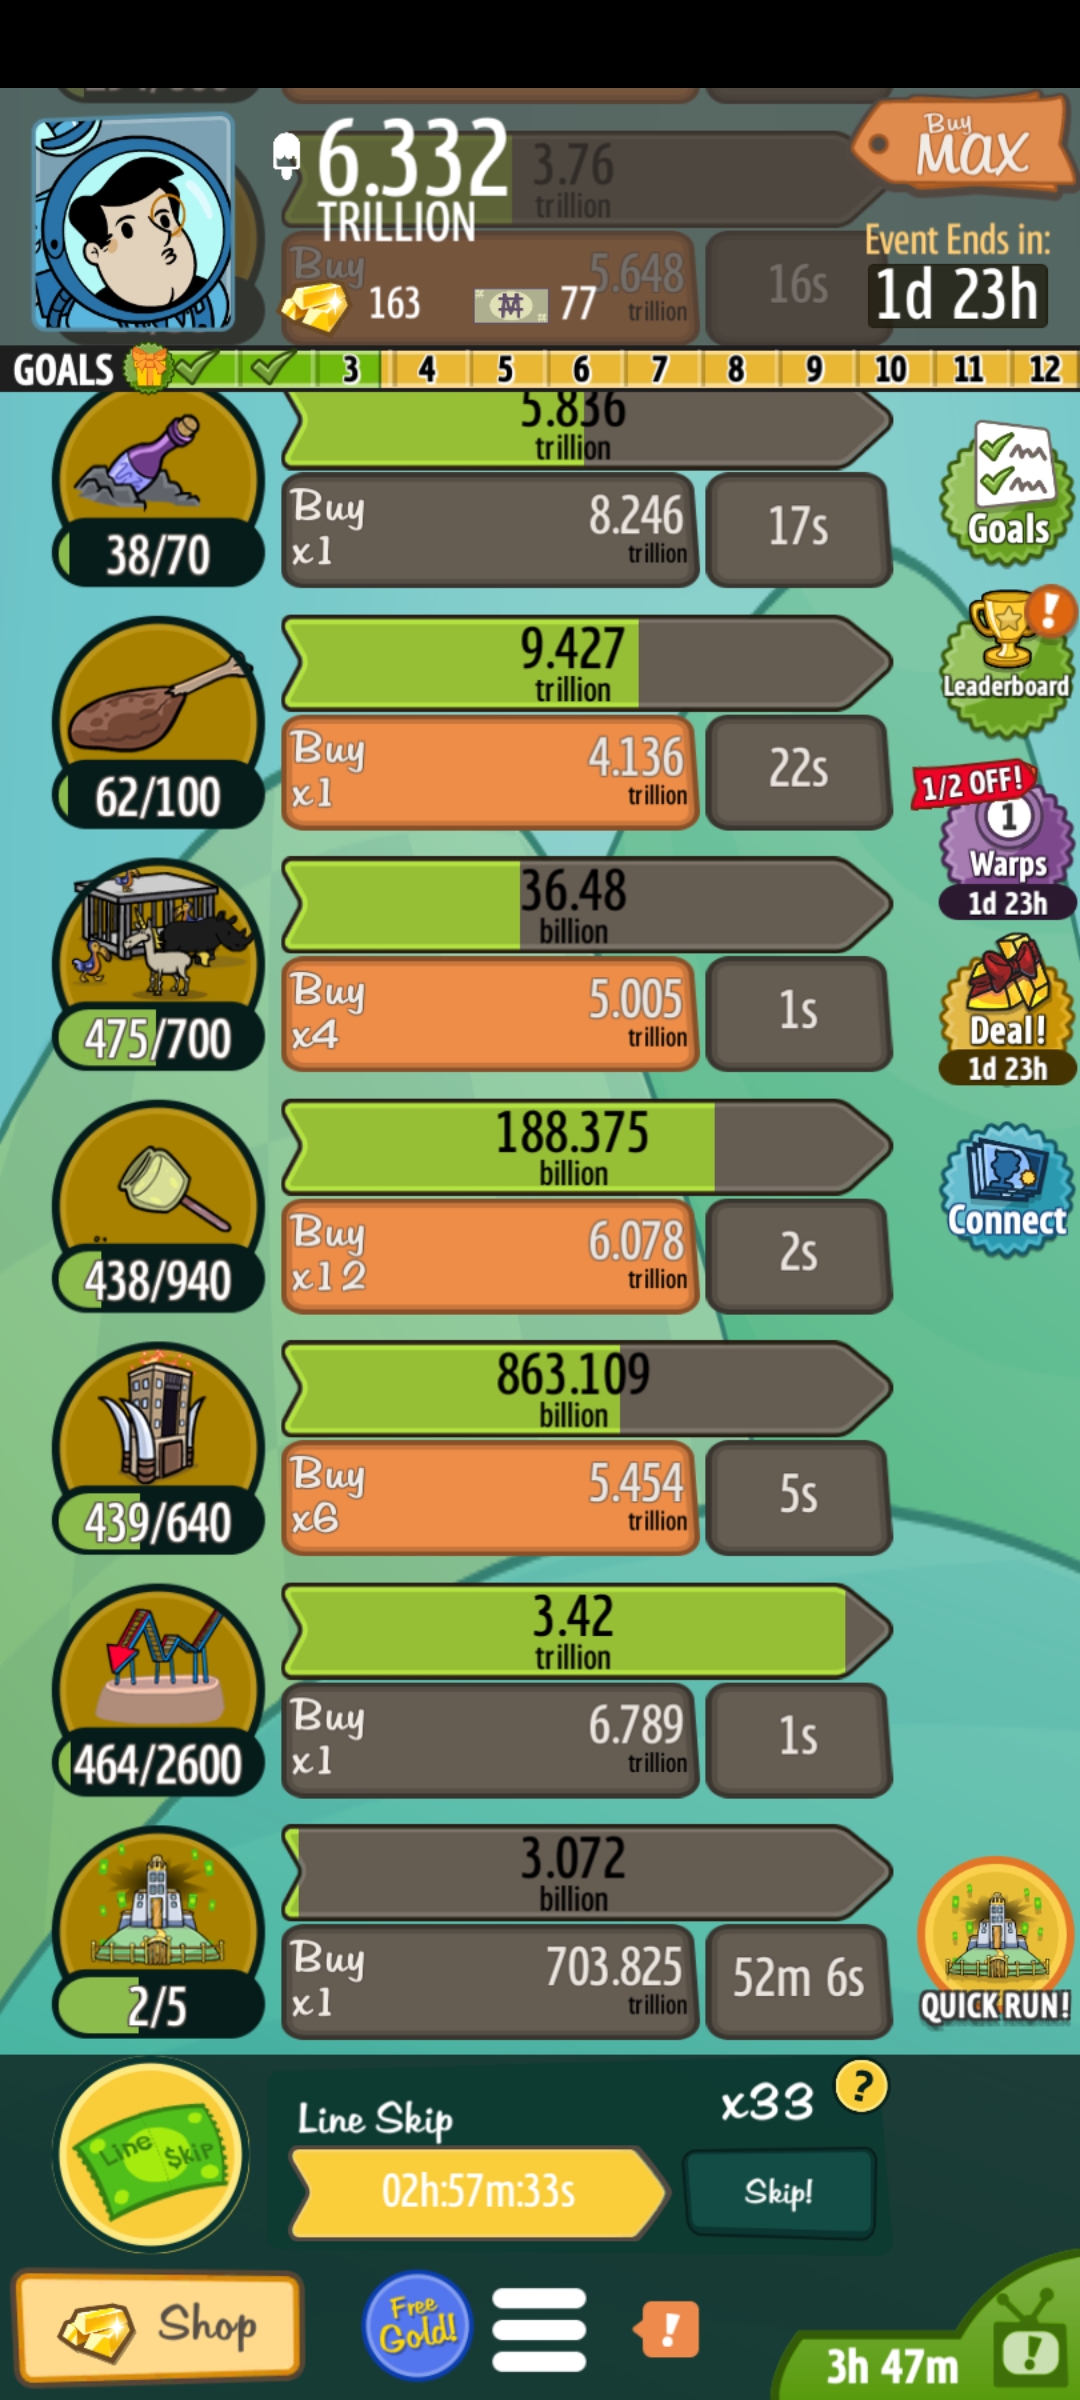 6.332
TRILLION
3.76
trillion
Buy
MAX
Buy
5.648
trillion
16s
163
77
Event Ends in:
1d 23h
GOALS
3 4 5 6 7 8 9 10 11 12
5.836
trillion
38/70
Buy
x1
8.246
trillion
17s
Goals
9.427
trillion
62/100
Buy
x1
4.136
trillion
22s
Leaderboard
1/2 OFF!
1
Warps
1d 23h
36.48
billion
475/700
Buy
x4
5.005
trillion
1s
Deal!
1d 23h
188.375
billion
438/940
Buy
x12
6.078
trillion
2s
Connect
863.109
billion
439/640
Buy
x6
5.454
trillion
5s
3.42
trillion
464/2600
Buy
x1
6.789
trillion
1s
3.072
billion
2/5
Buy
x1
703.825
trillion
52m 6s
QUICK RUN!
Line $kip
Line Skip
x33
?
02h:57m:33s
Skip!
Shop
Free
Gold!
!
3h 47m
!